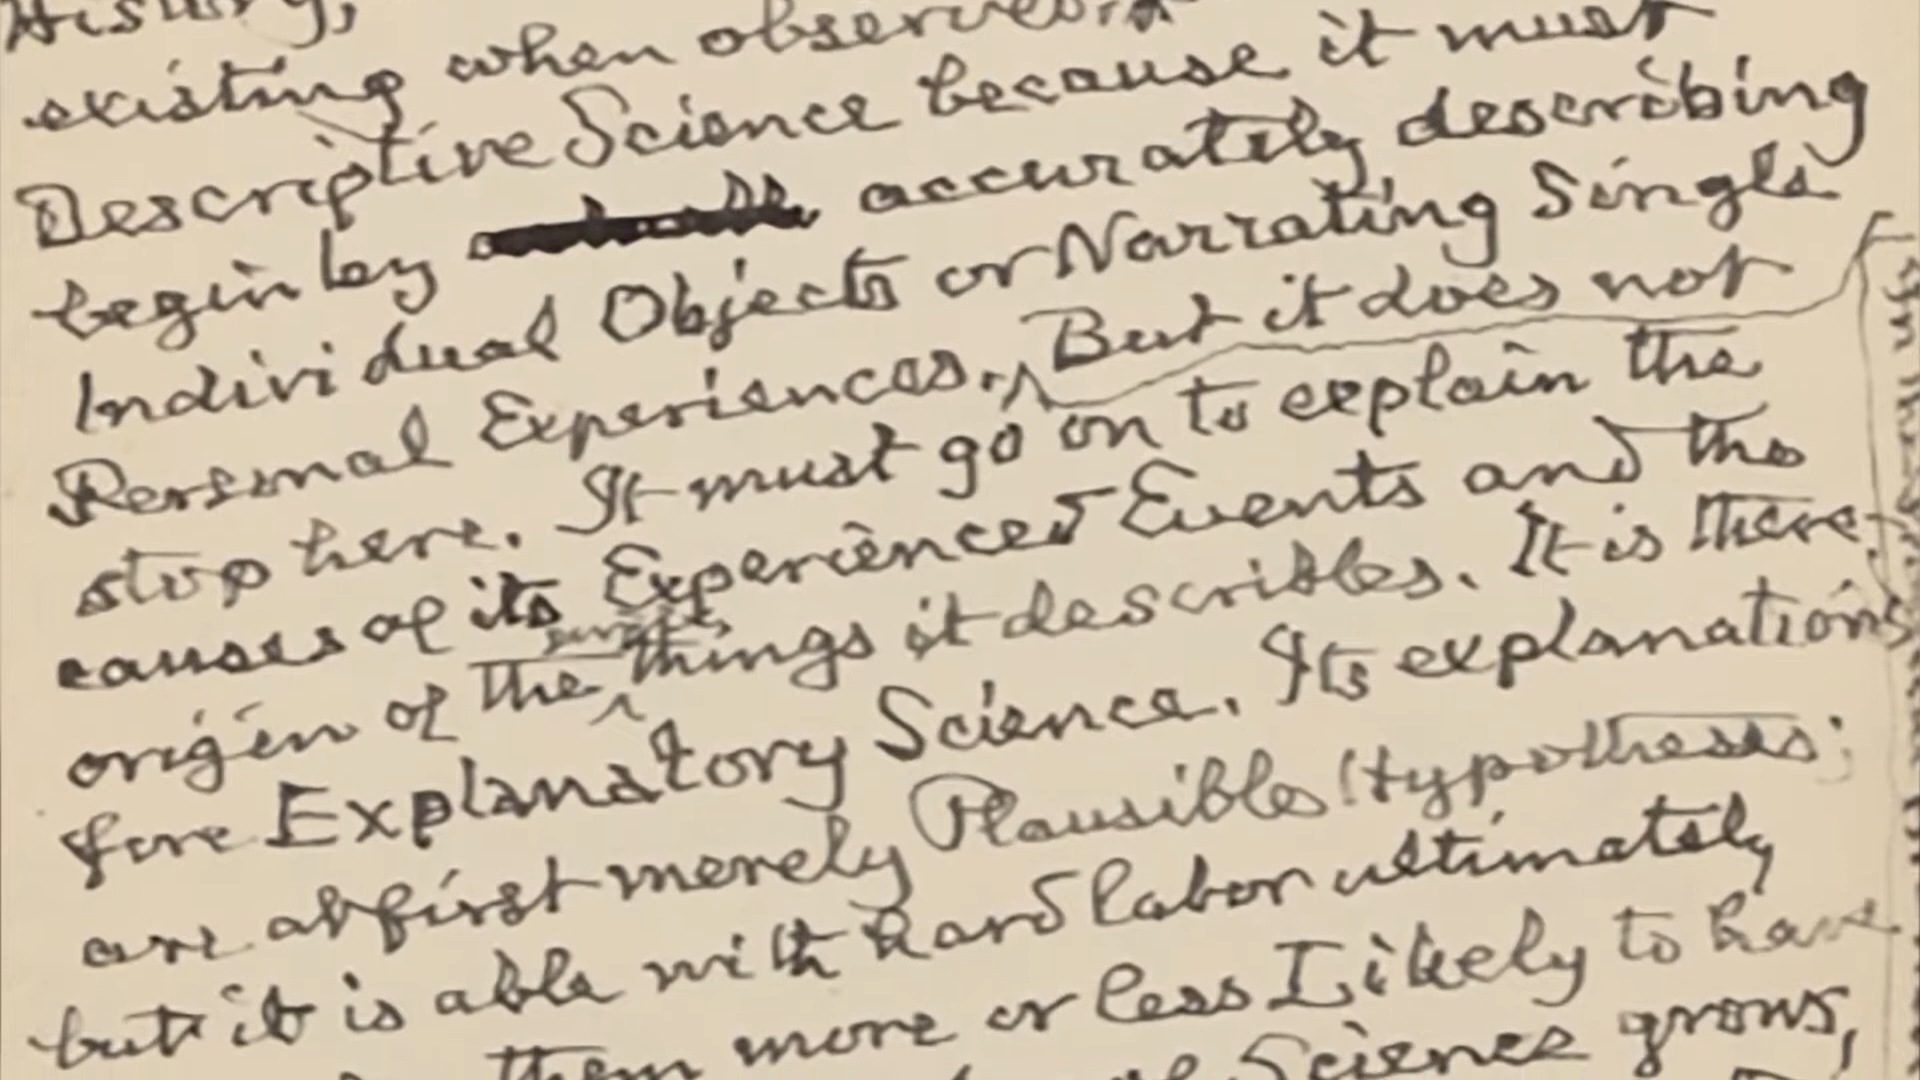 History,
existing when observed.
Descriptive Science because it must
begin by accurately describing
Individual Objects or Narrating Single
Personal Experiences. But it does not
stop here. It must go on to explain the
causes of its Experienced Events and the
origin of the things it describes. It is there-
fore Explanatory Science. Its explanations
are at first merely Plausible Hypotheses;
but it is able with hard labor ultimately
them more or less Likely to have
Science grows,